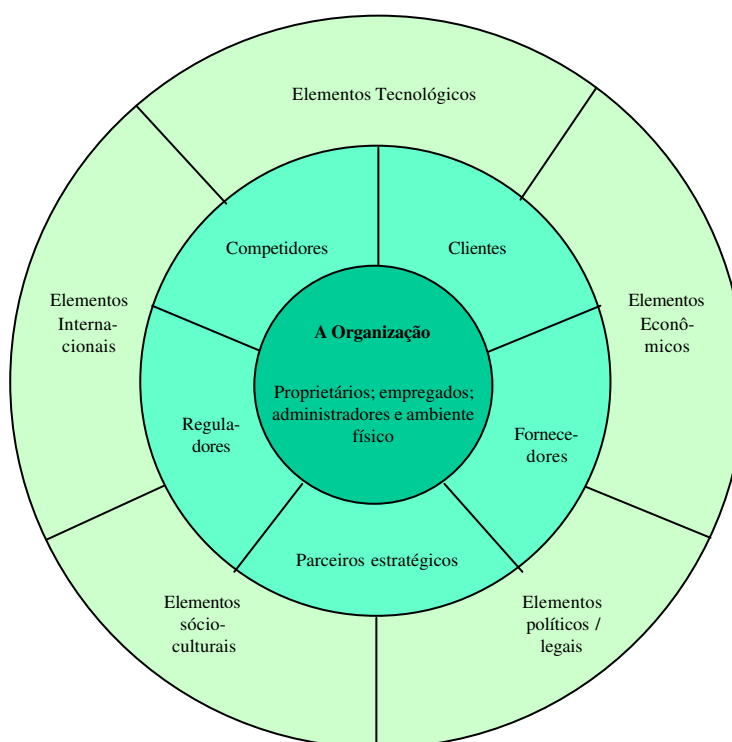 Elementos Tecnológicos
Competidores
Clientes
Elementos
Interna-
cionais
Elementos
Econô-
micos
A Organização
Proprietários; empregados;
administradores e ambiente
físico
Regula-
dores
Fornece-
dores
Parceiros estratégicos
Elementos
sócio-
culturais
Elementos
políticos /
legais